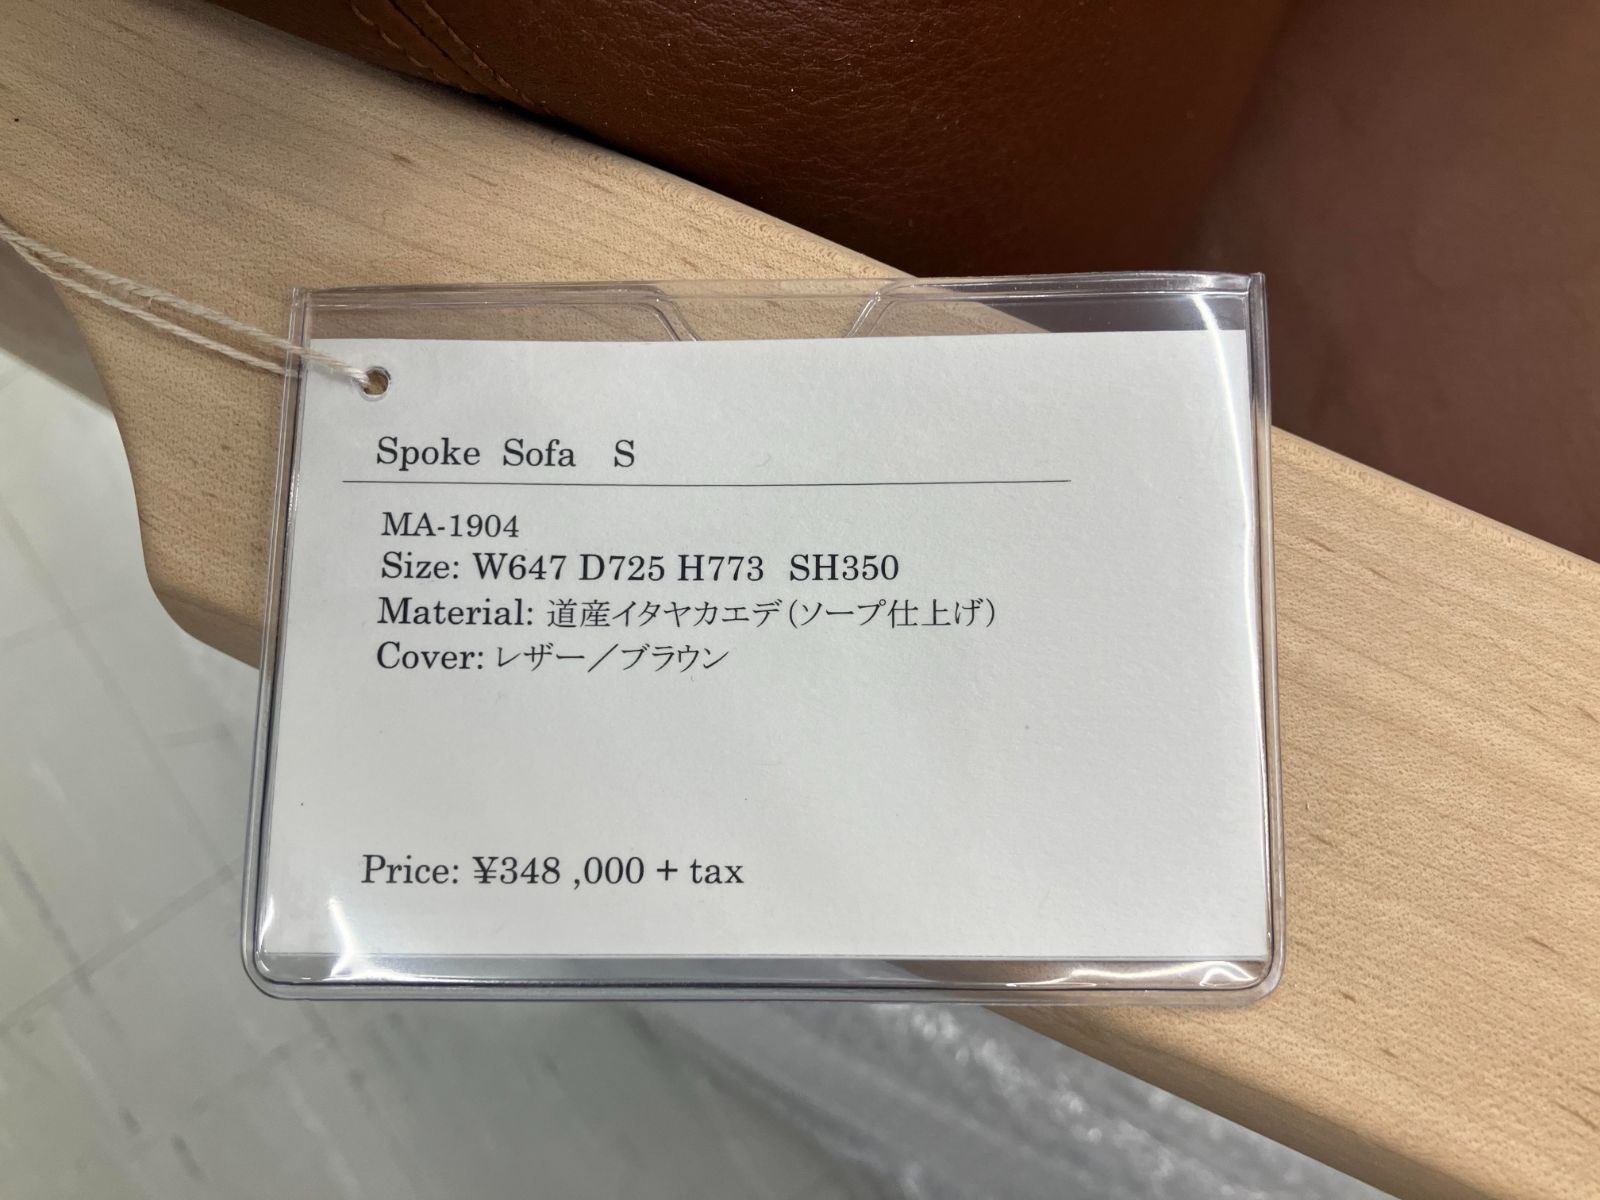 Spoke Sofa S
MA-1904
Size: W647 D725 H773 SH350
Material: 道産イタヤカエデ(ソープ仕上げ)
Cover: レザー／ブラウン
Price: ¥348 ,000 + tax